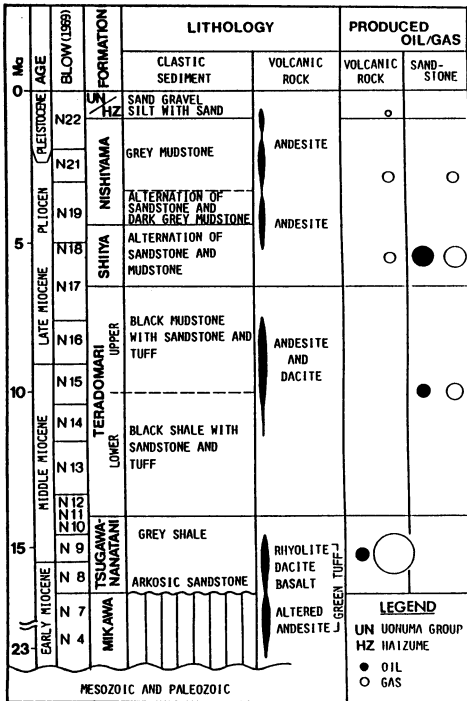 LITHOLOGY
PRODUCED OIL/GAS
Ma
AGE
BLOW (1969)
FORMATION
CLASTIC SEDIMENT
VOLCANIC ROCK
VOLCANIC ROCK
SAND-STONE
0
5
10
15
23
PLEISTOCENE
PLIOCEN
LATE MIOCENE
MIDDLE MIOCENE
EARLY MIOCENE
N22
N21
N19
N18
N17
N16
N15
N14
N13
N12
N11
N10
N 9
N 8
N 7
N 4
UN
HZ
NISHIYAMA
SHIIYA
TERADOMARI
UPPER
LOWER
TSUGAWA-NANATANI
MIKAWA
SAND GRAVEL
SILT WITH SAND
GREY MUDSTONE
ALTERNATION OF
SANDSTONE AND
DARK GREY MUDSTONE
ALTERNATION OF
SANDSTONE AND
MUDSTONE
BLACK MUDSTONE
WITH SANDSTONE AND
TUFF
BLACK SHALE WITH
SANDSTONE AND
TUFF
GREY SHALE
ARKOSIC SANDSTONE
ANDESITE
ANDESITE
ANDESITE
AND
DACITE
RHYOLITE
DACITE
BASALT
ALTERED
ANDESITE
GREEN TUFF
MESOZOIC AND PALEOZOIC
LEGEND
UN UONUMA GROUP
HZ HAIZUME
OIL
GAS